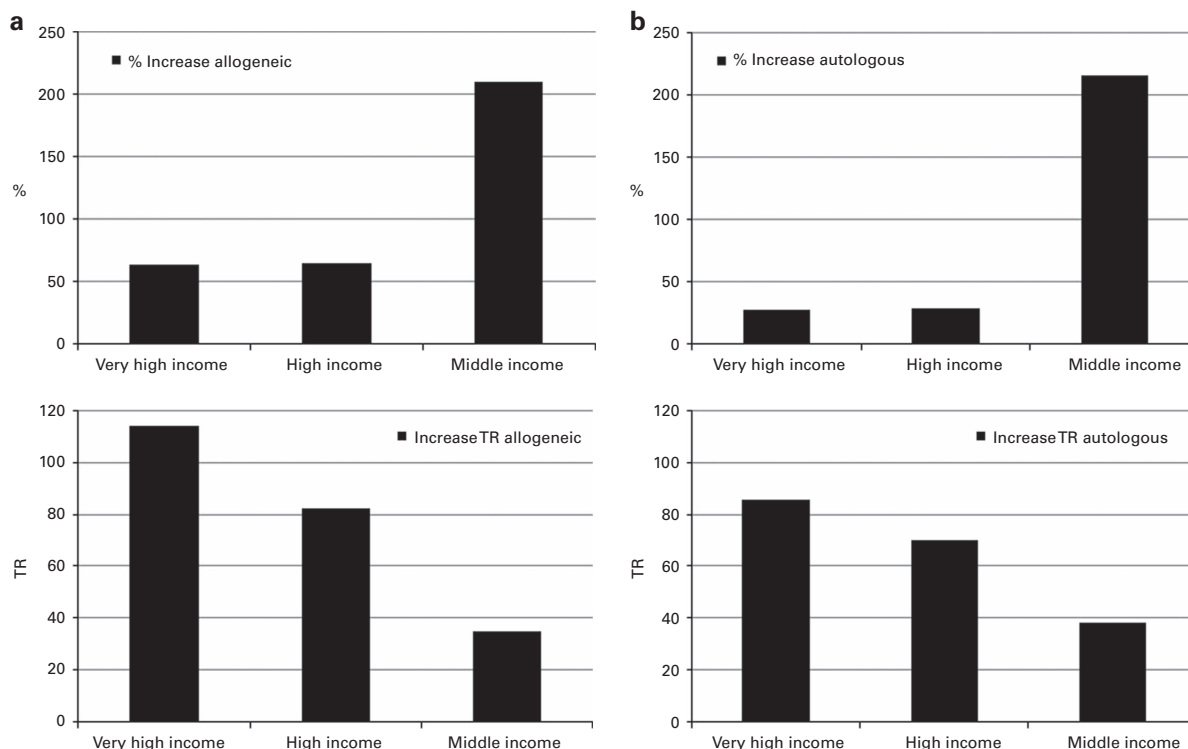 a
250
200
150
100
50
0
%
% Increase allogeneic
Very high income High income Middle income
b
250
200
150
100
50
0
%
% Increase autologous
Very high income High income Middle income
120
100
80
60
40
20
0
TR
Increase TR allogeneic
Very high income High income Middle income
120
100
80
60
40
20
0
TR
Increase TR autologous
Very high income High income Middle income